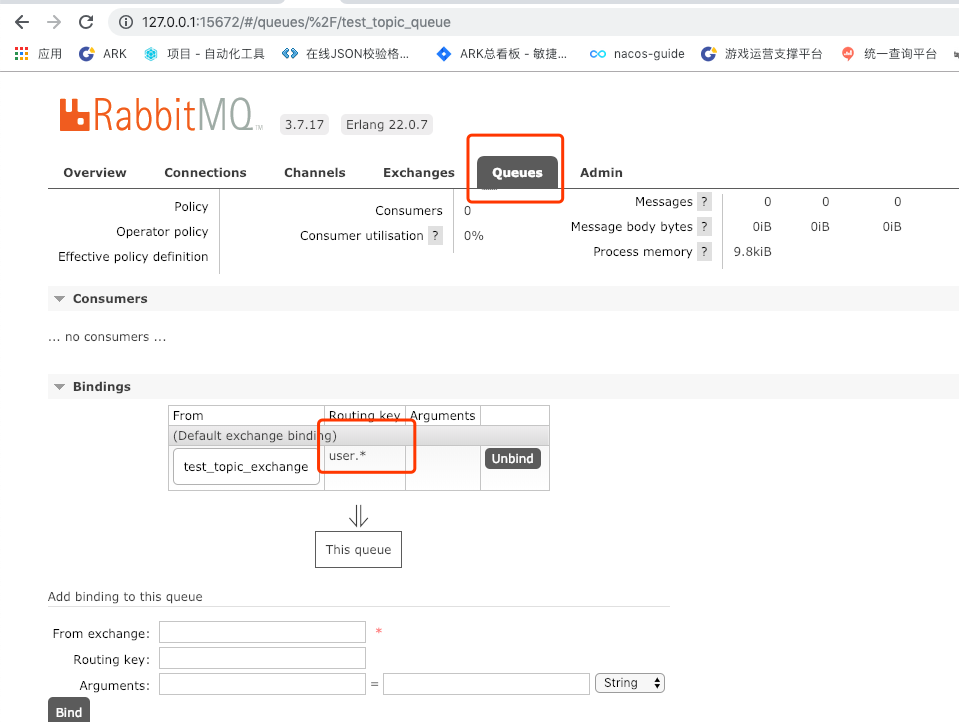 127.0.0.1:15672/#/queues/%2F/test_topic_queue
应用 ARK 项目 - 自动化工具 在线JSON校验格... ARK总看板 - 敏捷... nacos-guide 游戏运营支撑平台 统一查询平台
RabbitMQ TM 3.7.17 Erlang 22.0.7
Overview Connections Channels Exchanges Queues Admin
Policy
Operator policy
Effective policy definition
Consumers 0
Consumer utilisation ? 0%
Messages ? 0 0 0
Message body bytes ? 0iB 0iB 0iB
Process memory ? 9.8kiB
Consumers
... no consumers ...
Bindings
From Routing key Arguments
(Default exchange binding)
test_topic_exchange user.* Unbind
This queue
Add binding to this queue
From exchange: *
Routing key:
Arguments: = String
Bind